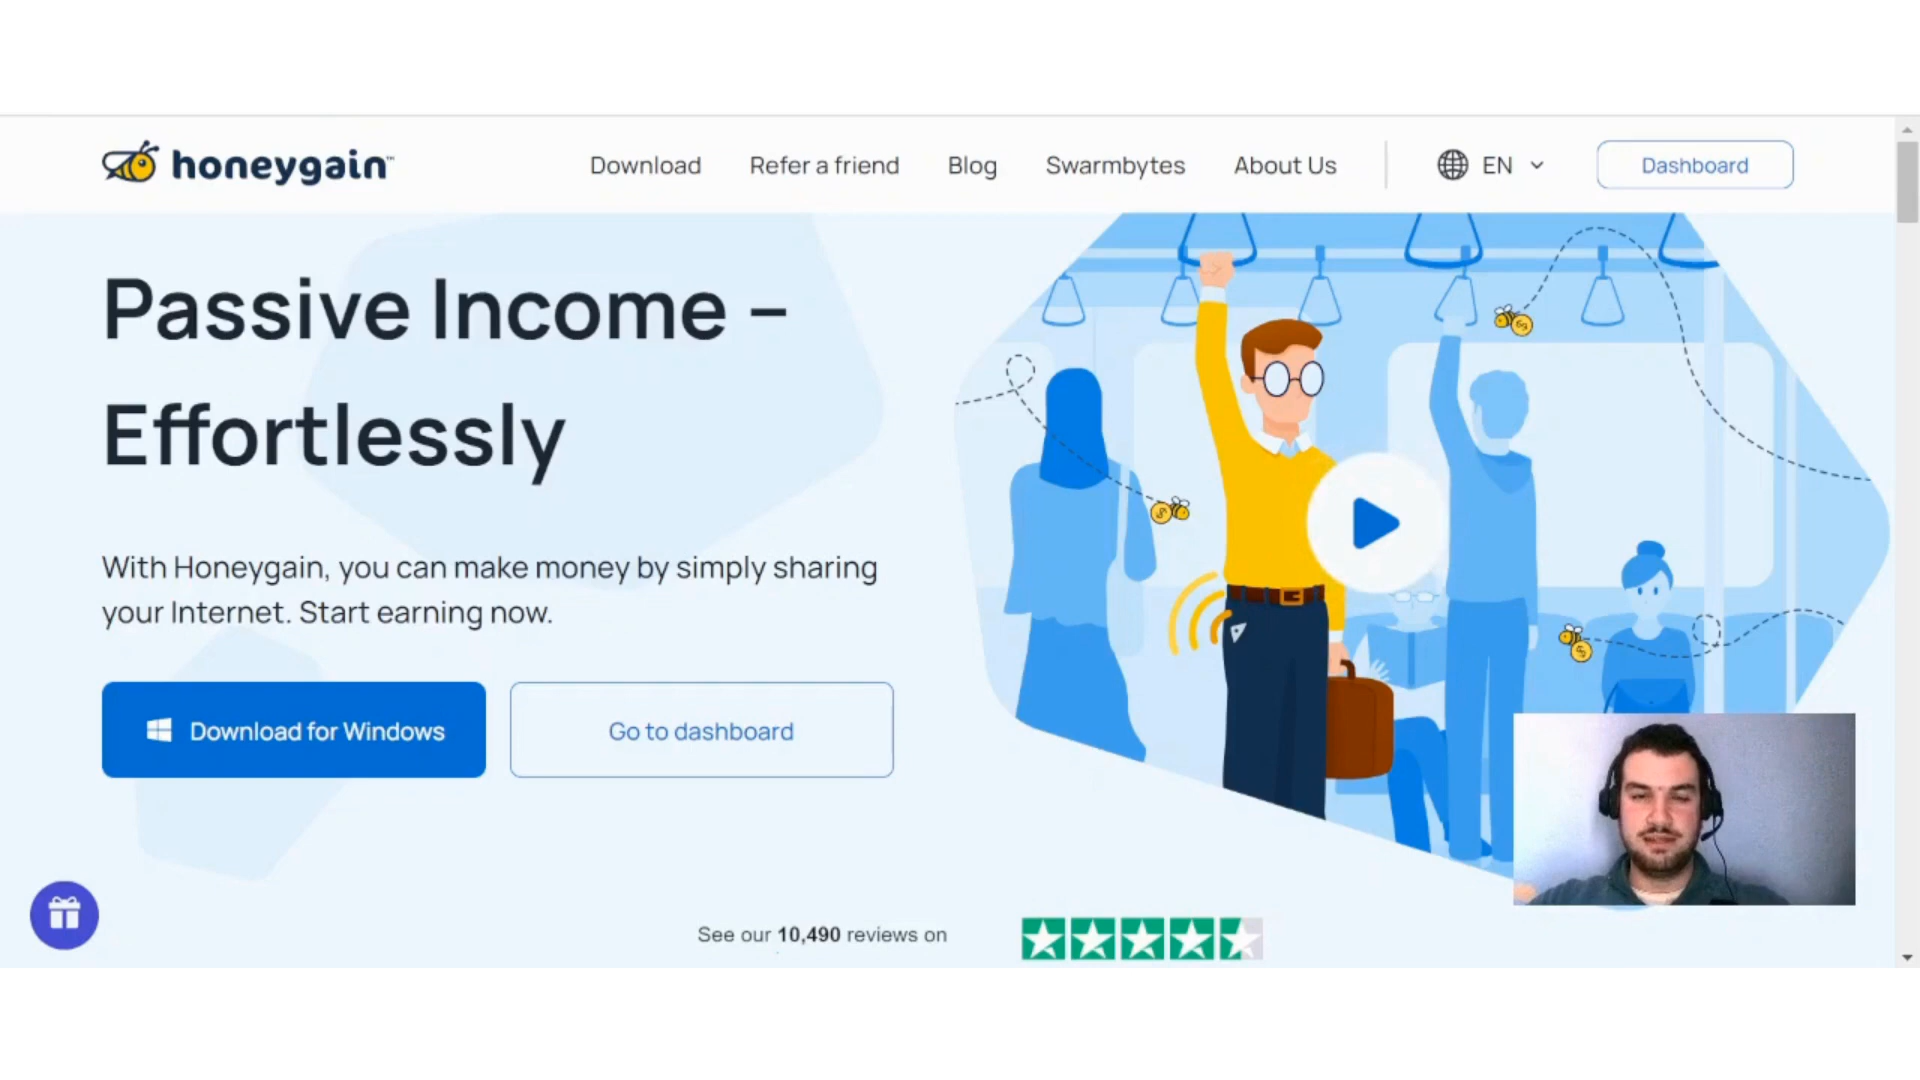 honeygain™
Download
Refer a friend
Blog
Swarmbytes
About Us
EN
Dashboard
Passive Income –
Effortlessly
With Honeygain, you can make money by simply sharing
your Internet. Start earning now.
Download for Windows
Go to dashboard
See our 10,490 reviews on